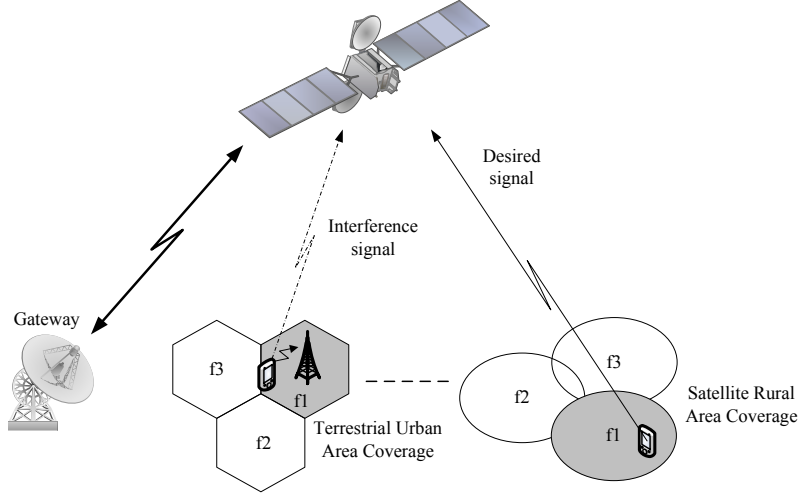 Desired
signal
Interference
signal
Gateway
f3
f1
f2
Terrestrial Urban
Area Coverage
f3
f2
f1
Satellite Rural
Area Coverage